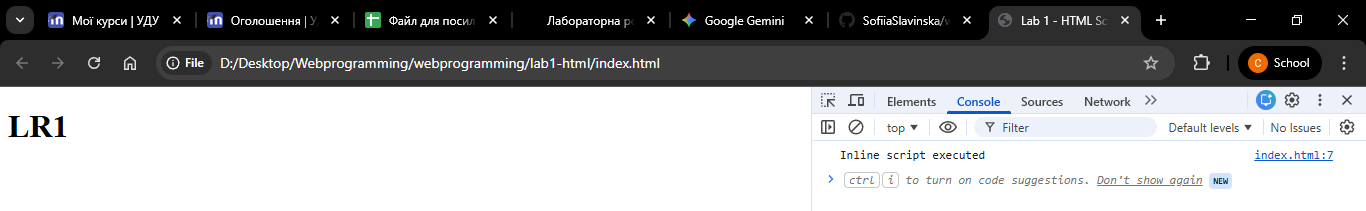 Мої курси | УДУ
Оголошення | У
Файл для посил
Лабораторна р
Google Gemini
SofiiaSlavinska/w
Lab 1 - HTML Sc
File D:/Desktop/Webprogramming/webprogramming/lab1-html/index.html
C School
LR1
Elements Console Sources Network
top Filter Default levels No Issues
Inline script executed index.html:7
ctrl i to turn on code suggestions. Don't show again NEW